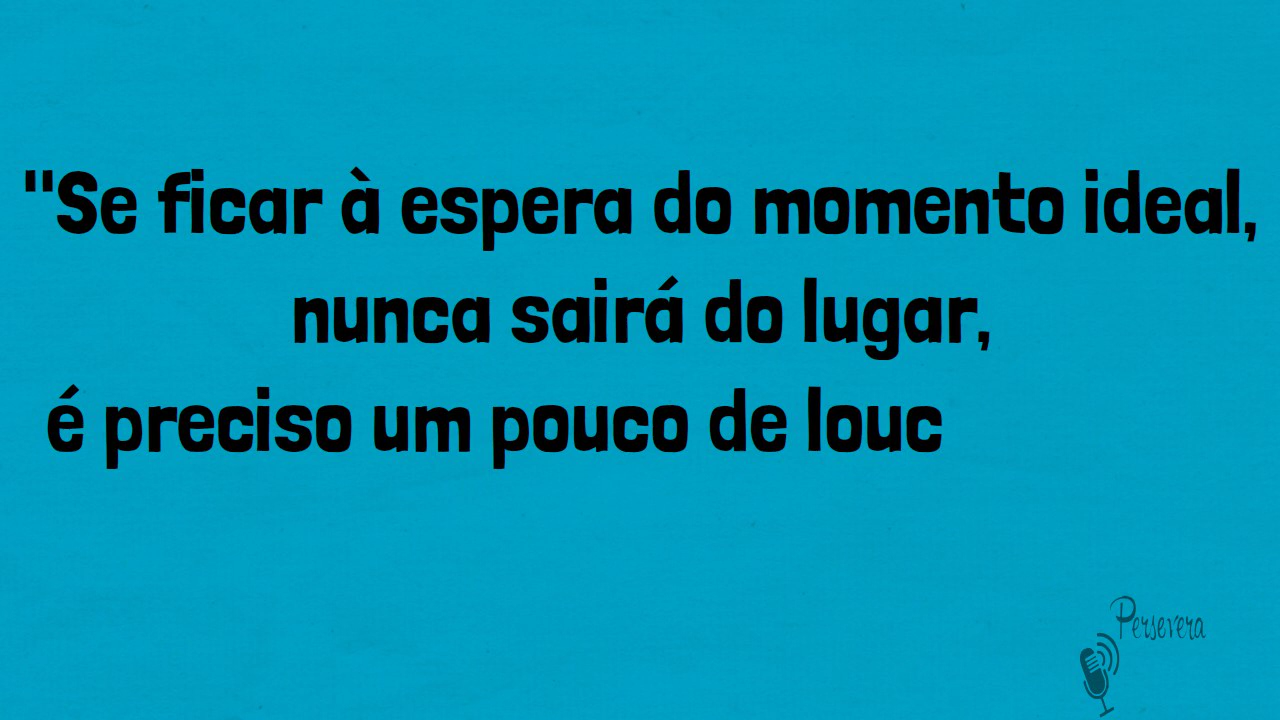 "Se ficar à espera do momento ideal,
nunca sairá do lugar,
é preciso um pouco de louc
Persevera